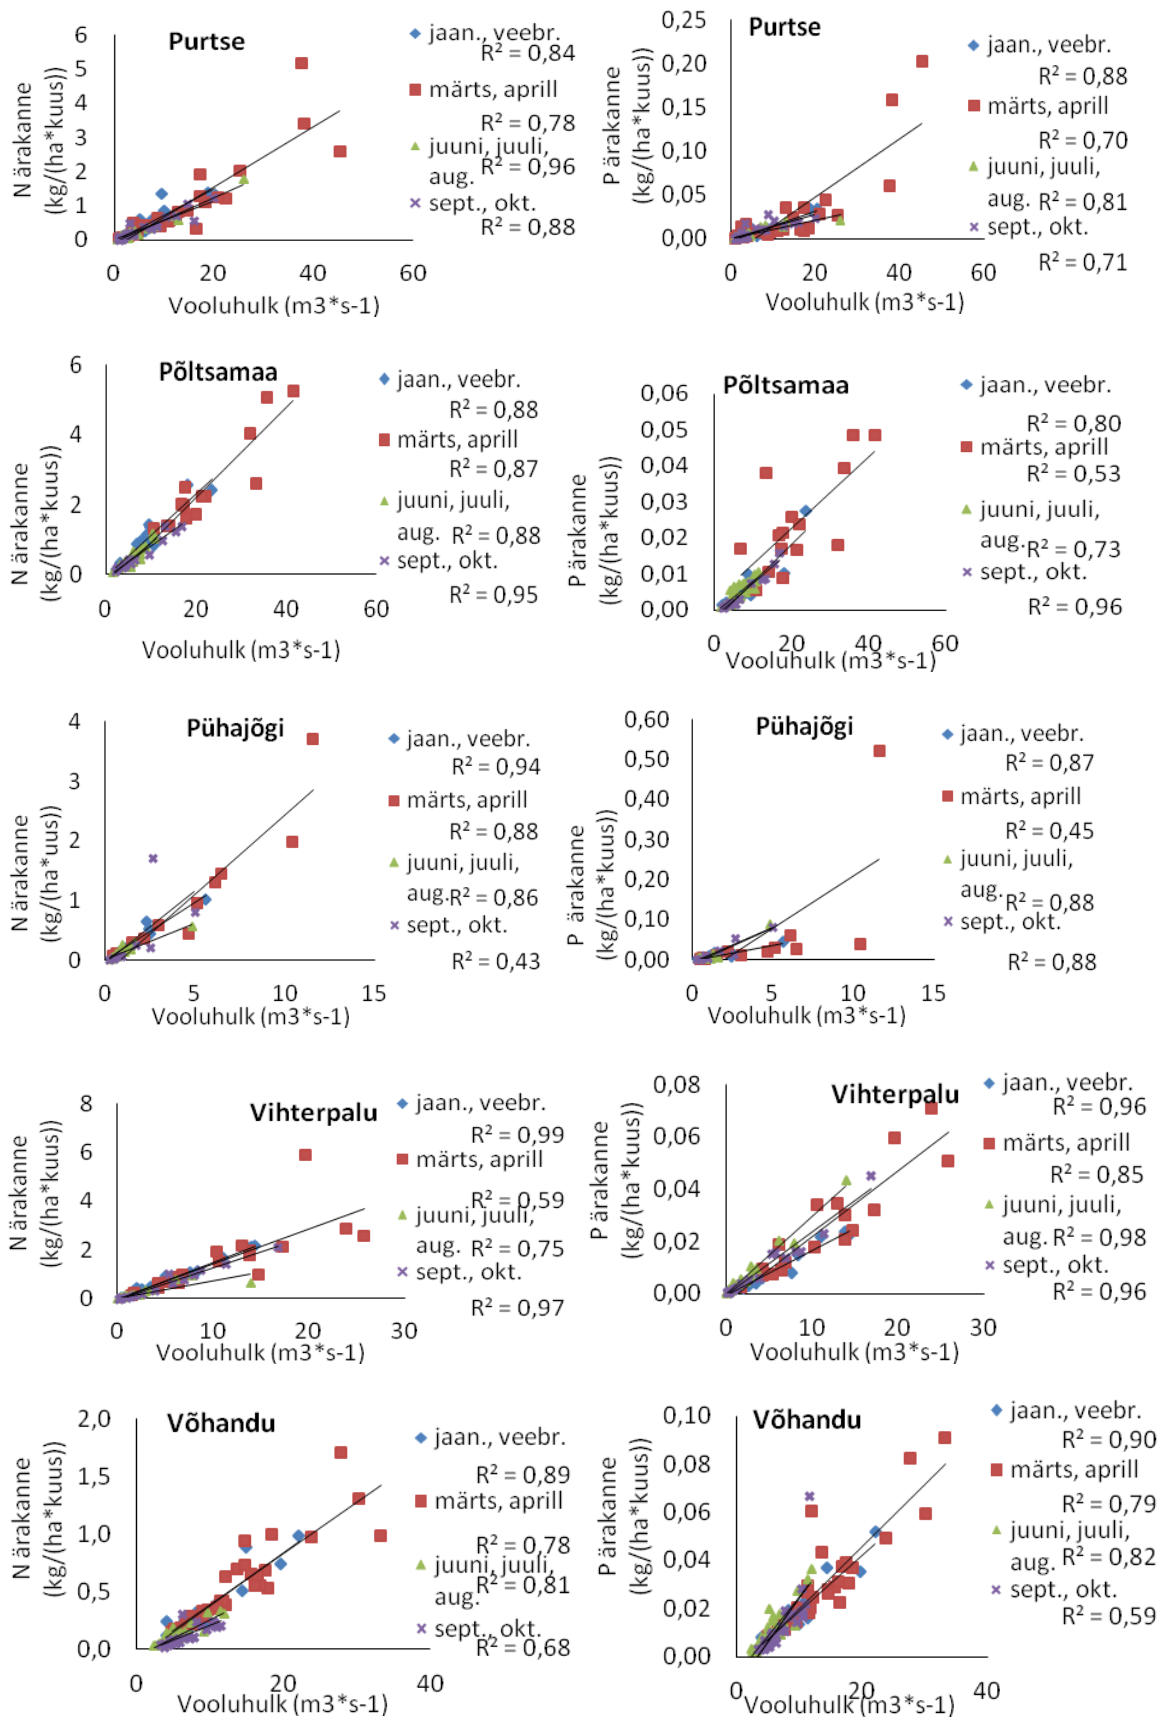 Purtse
N ärakanne
(kg/(ha*kuus))
6
5
4
3
2
1
0
0 20 40 60
Vooluhulk (m3*s-1)
jaan., veebr.
R² = 0,84
märts, aprill
R² = 0,78
juuni, juuli,
R² = 0,96
aug.
sept., okt.
R² = 0,88
Purtse
P ärakanne
(kg/(ha*kuus))
0,25
0,20
0,15
0,10
0,05
0,00
0 20 40 60
Vooluhulk (m3*s-1)
jaan., veebr.
R² = 0,88
märts, aprill
R² = 0,70
juuni, juuli,
aug. R² = 0,81
sept., okt.
R² = 0,71
Põltsamaa
N ärakanne
(kg/(ha*kuus))
6
4
2
0
0 20 40 60
Vooluhulk (m3*s-1)
jaan., veebr.
R² = 0,88
märts, aprill
R² = 0,87
juuni, juuli,
aug. R² = 0,88
sept., okt.
R² = 0,95
Põltsamaa
P ärakanne
(kg/(ha*kuus))
0,06
0,05
0,04
0,03
0,02
0,01
0,00
0 20 40 60
Vooluhulk (m3*s-1)
jaan., veebr.
R² = 0,80
märts, aprill
R² = 0,53
juuni, juuli,
aug. R² = 0,73
sept., okt.
R² = 0,96
Pühajõgi
N ärakanne
(kg/(ha*uus))
4
3
2
1
0
0 5 10 15
Vooluhulk (m3*s-1)
jaan., veebr.
R² = 0,94
märts, aprill
R² = 0,88
juuni, juuli,
aug. R² = 0,86
sept., okt.
R² = 0,43
Pühajõgi
P ärakanne
(kg/(ha*kuus))
0,60
0,50
0,40
0,30
0,20
0,10
0,00
0 5 10 15
Vooluhulk (m3*s-1)
jaan., veebr.
R² = 0,87
märts, aprill
R² = 0,45
juuni, juuli,
aug. R² = 0,88
sept., okt.
R² = 0,88
Vihterpalu
N ärakanne
(kg/(ha*kuus))
8
6
4
2
0
0 10 20 30
Vooluhulk (m3*s-1)
jaan., veebr.
R² = 0,99
märts, aprill
R² = 0,59
juuni, juuli,
aug. R² = 0,75
sept., okt.
R² = 0,97
Vihterpalu
P ärakanne
(kg/(ha*kuus))
0,08
0,06
0,04
0,02
0,00
0 10 20 30
Vooluhulk (m3*s-1)
jaan., veebr.
R² = 0,96
märts, aprill
R² = 0,85
juuni, juuli,
aug. R² = 0,98
sept., okt.
R² = 0,96
Võhandu
N ärakanne
(kg/(ha*kuus))
2,0
1,5
1,0
0,5
0,0
0 20 40
Vooluhulk (m3*s-1)
jaan., veebr.
R² = 0,89
märts, aprill
R² = 0,78
juuni, juuli,
R² = 0,81
aug.
sept., okt.
R² = 0,68
Võhandu
P ärakanne
(kg/(ha*kuus))
0,10
0,08
0,06
0,04
0,02
0,00
0 20 40
Vooluhulk (m3*s-1)
jaan., veebr.
R² = 0,90
märts, aprill
R² = 0,79
juuni, juuli,
aug. R² = 0,82
sept., okt.
R² = 0,59